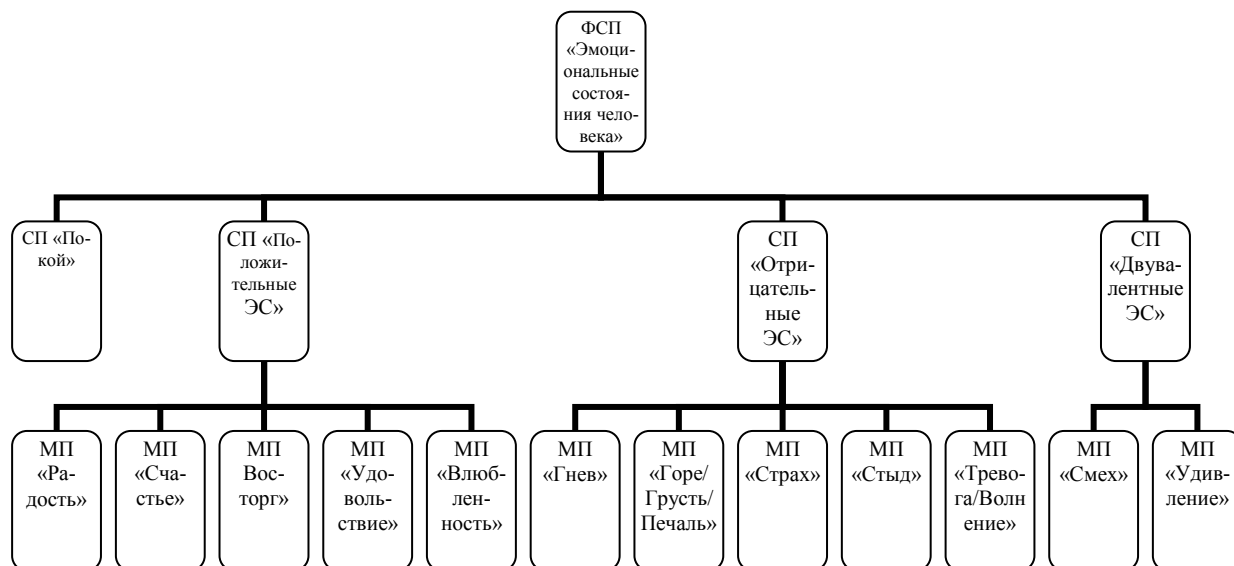 ФСП
«Эмоци-
ональные
состоя-
ния чело-
века»
СП «По-
кой»
СП «По-
ложи-
тельные
ЭС»
СП
«Отри-
цатель-
ные
ЭС»
СП
«Двува-
лентные
ЭС»
МП
«Ра-
дость»
МП
«Сча-
стье»
МП
Вос-
торг»
МП
«Удо-
воль-
ствие»
МП
«Влюб-
лен-
ность»
МП
«Гнев»
МП
«Горе/
Грусть/
Печаль»
МП
«Страх»
МП
«Стыд»
МП
«Трево-
га/Волн
ение»
МП
«Смех»
МП
«Удив-
ление»